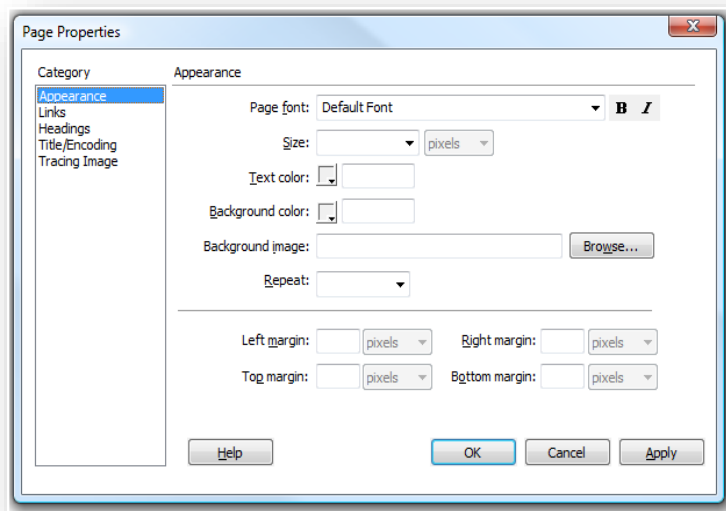 Page Properties
Category
Appearance
Links
Headings
Title/Encoding
Tracing Image
Appearance
Page font: Default Font B I
Size: pixels
Text color:
Background color:
Background image: Browse...
Repeat:
Left margin: pixels Right margin: pixels
Top margin: pixels Bottom margin: pixels
Help OK Cancel Apply